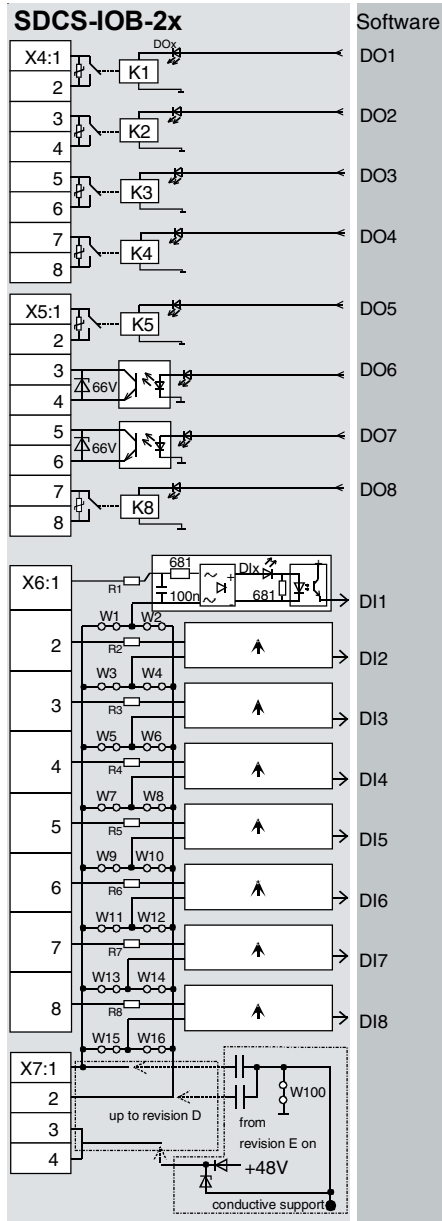 SDCS-IOB-2x
Software
DOx
X4:1
K1
DO1
2
3
K2
DO2
4
5
K3
DO3
6
7
K4
DO4
8
X5:1
K5
DO5
2
3
66V
DO6
4
5
66V
DO7
6
7
K8
DO8
8
X6:1
R1
681
100n
~
~
+
-
DIx
681
+
DI1
W1 W2
2
R2
DI2
W3 W4
3
R3
DI3
W5 W6
4
R4
DI4
W7 W8
5
R5
DI5
W9 W10
6
R6
DI6
W11 W12
7
R7
DI7
W13 W14
8
R8
DI8
W15 W16
X7:1
2
W100
up to revision D
from
revision E on
3
4
+48V
conductive support